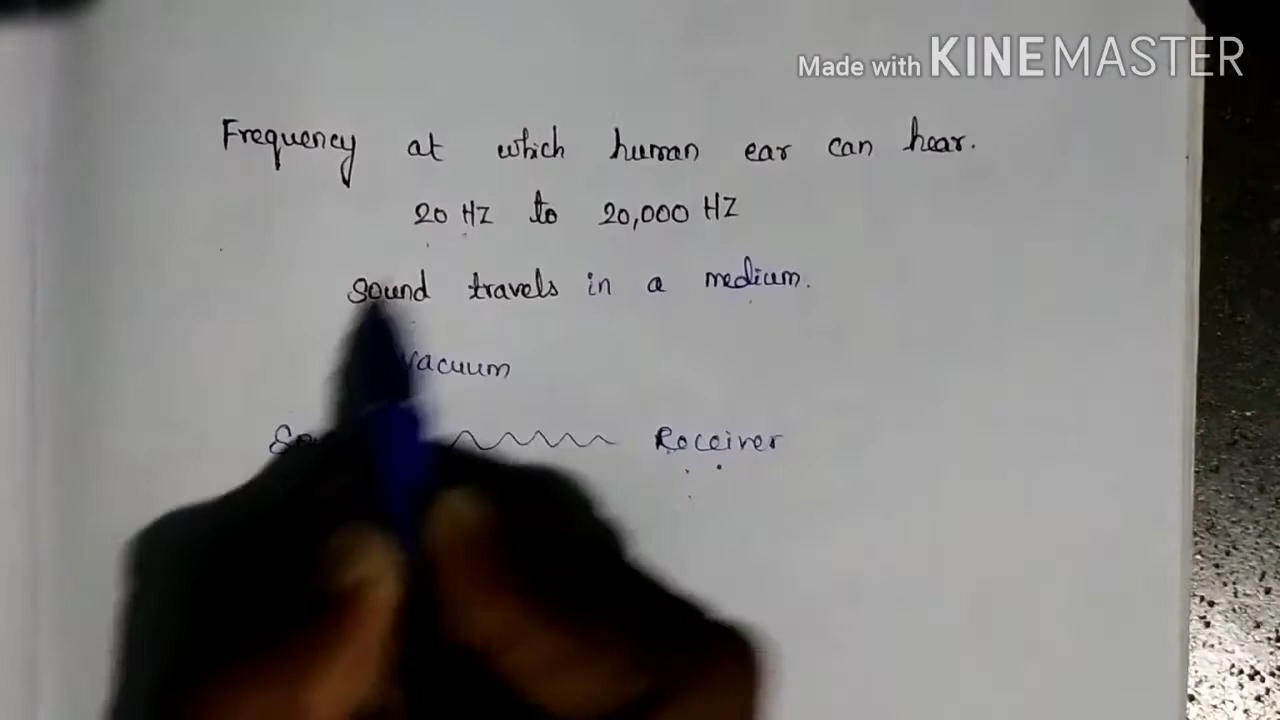 Made with KINEMASTER
Frequency at which human ear can hear.
20 HZ to 20,000 HZ
Sound travels in a medium.
vacuum
Receiver